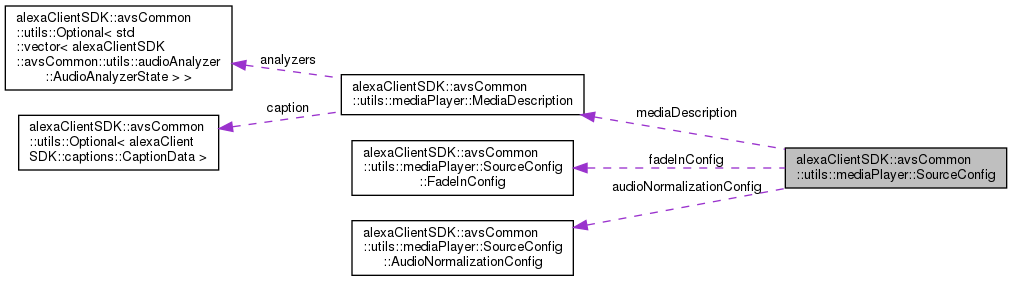 alexaClientSDK::avsCommon
::utils::Optional< std
::vector< alexaClientSDK
::avsCommon::utils::audioAnalyzer
::AudioAnalyzerState > >
analyzers
alexaClientSDK::avsCommon
::utils::mediaPlayer::MediaDescription
caption
alexaClientSDK::avsCommon
::utils::Optional< alexaClient
SDK::captions::CaptionData >
mediaDescription
alexaClientSDK::avsCommon
::utils::mediaPlayer::SourceConfig
::FadeInConfig
fadeInConfig
alexaClientSDK::avsCommon
::utils::mediaPlayer::SourceConfig
audioNormalizationConfig
alexaClientSDK::avsCommon
::utils::mediaPlayer::SourceConfig
::AudioNormalizationConfig